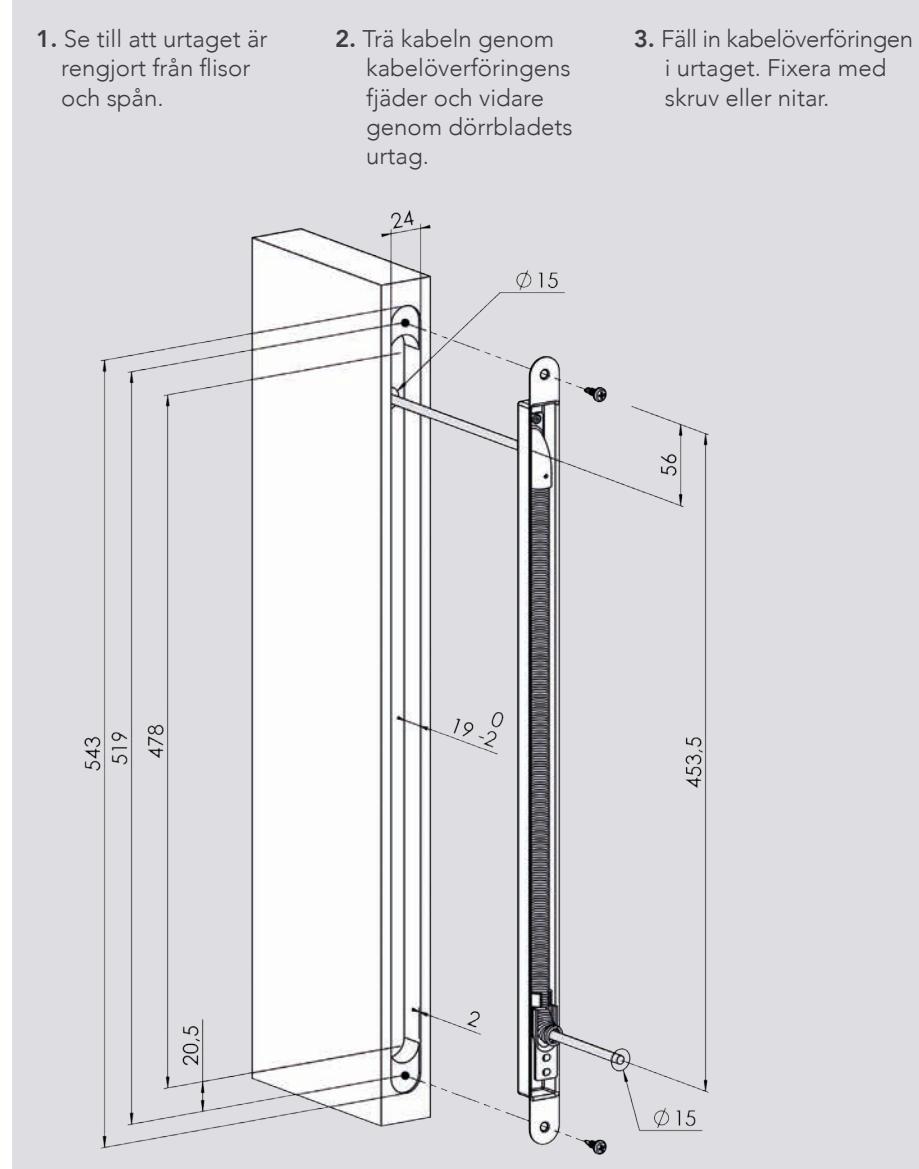 1. Se till att urtaget är
rengjort från flisor
och spån.
2. Trä kabeln genom
kabelöverföringens
fjäder och vidare
genom dörrbladets
urtag.
3. Fäll in kabelöverföringen
i urtaget. Fixera med
skruv eller nitar.
24
Ø 15
56
543
519
478
19 0
-2
453,5
20,5
2
Ø 15